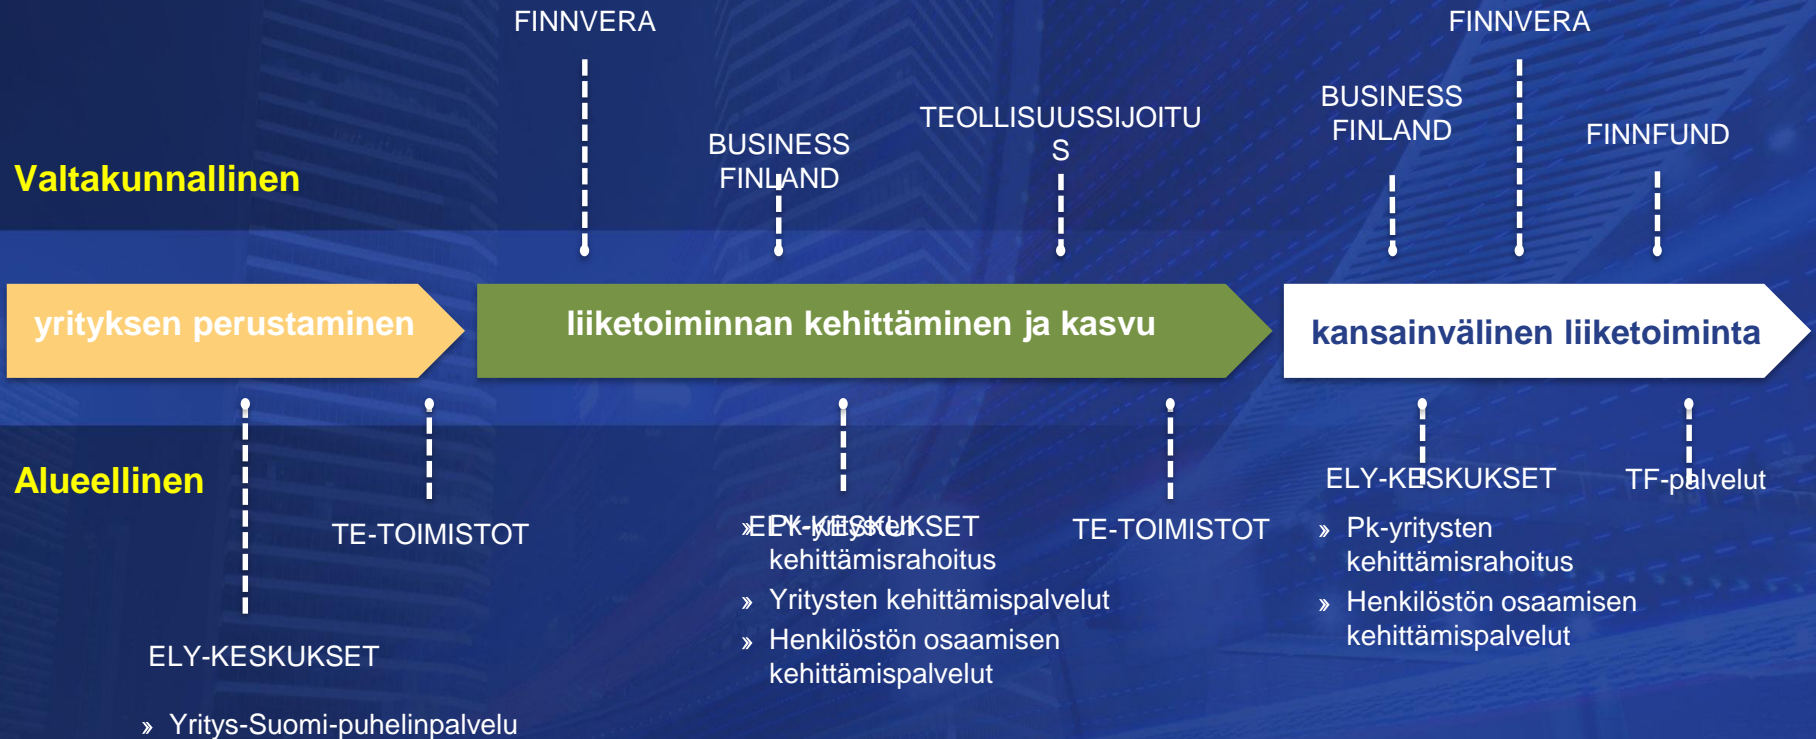 FINNVERA
FINNVERA
BUSINESS
FINLAND
TEOLLISUUSSIJOITU
S
BUSINESS
FINLAND
FINNFUND
Valtakunnallinen
yrityksen perustaminen
liiketoiminnan kehittäminen ja kasvu
kansainvälinen liiketoiminta
Alueellinen
ELY-KESKUKSET
» Yritys-Suomi-puhelinpalvelu
TE-TOIMISTOT
ELY-KESKUKSET
» Pk-yritysten
kehittämisrahoitus
» Yritysten kehittämispalvelut
» Henkilöstön osaamisen
kehittämispalvelut
TE-TOIMISTOT
ELY-KESKUKSET
» Pk-yritysten
kehittämisrahoitus
» Henkilöstön osaamisen
kehittämispalvelut
TF-palvelut